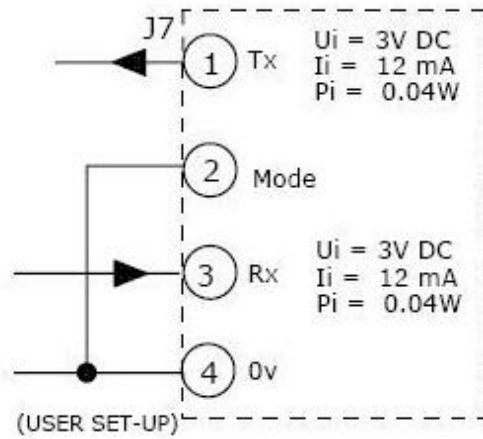 J7
1 Tx
Ui = 3V DC
Ii = 12 mA
Pi = 0.04W
2 Mode
3 Rx
Ui = 3V DC
Ii = 12 mA
Pi = 0.04W
4 0v
(USER SET-UP)